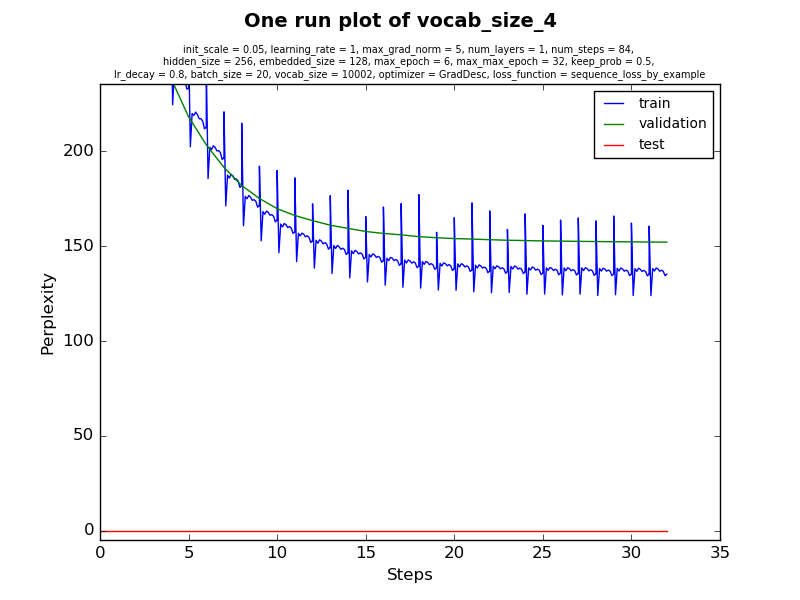 One run plot of vocab_size_4
init_scale = 0.05, learning_rate = 1, max_grad_norm = 5, num_layers = 1, num_steps = 84,
hidden_size = 256, embedded_size = 128, max_epoch = 6, max_max_epoch = 32, keep_prob = 0.5,
lr_decay = 0.8, batch_size = 20, vocab_size = 10002, optimizer = GradDesc, loss_function = sequence_loss_by_example
train
validation
test
200
150
100
50
0
Perplexity
0 5 10 15 20 25 30 35
Steps